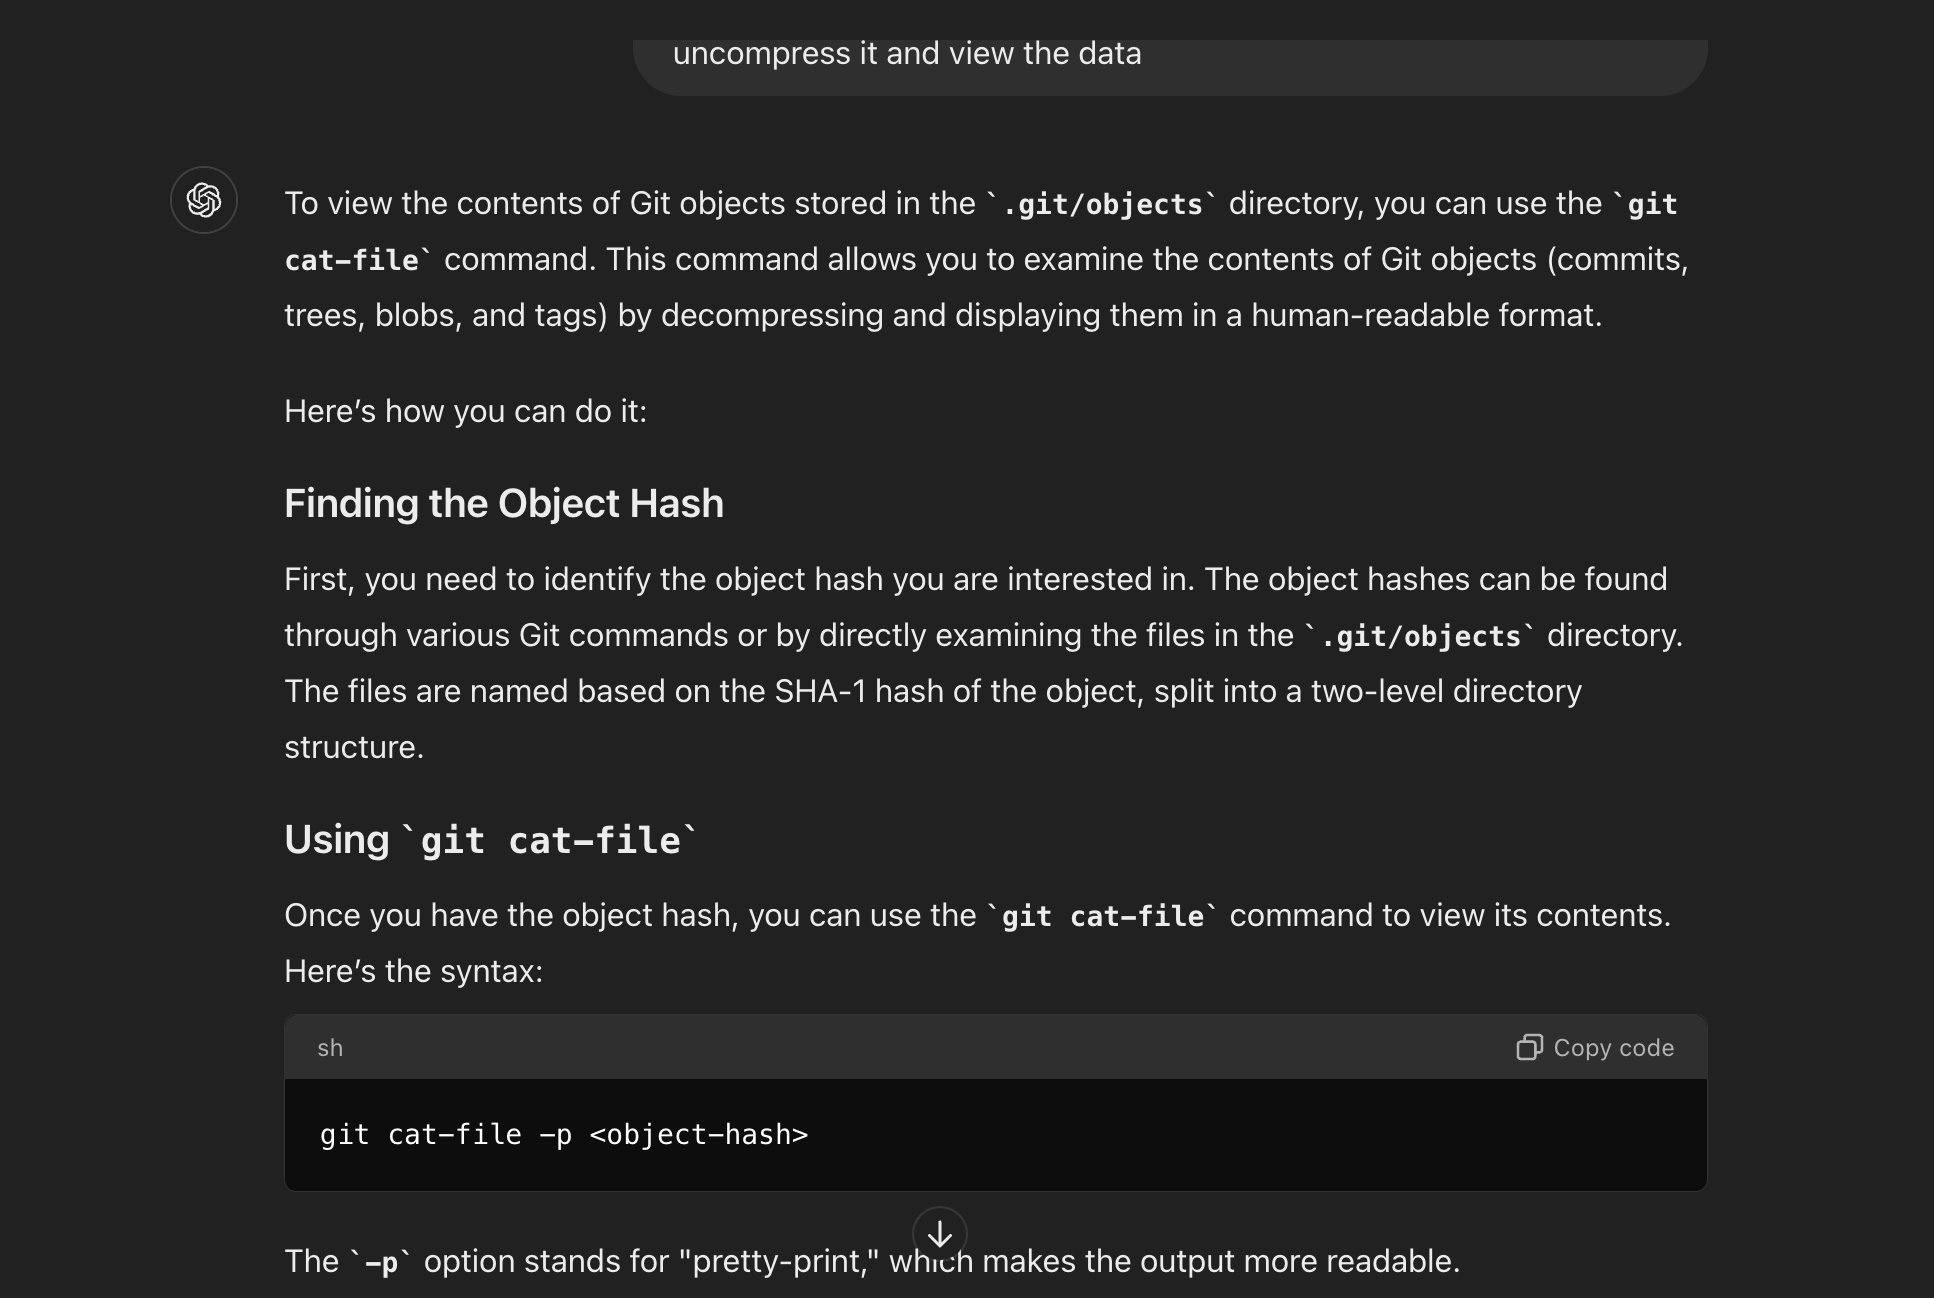 uncompress it and view the data
To view the contents of Git objects stored in the `.git/objects` directory, you can use the `git
cat-file` command. This command allows you to examine the contents of Git objects (commits,
trees, blobs, and tags) by decompressing and displaying them in a human-readable format.
Here’s how you can do it:
Finding the Object Hash
First, you need to identify the object hash you are interested in. The object hashes can be found
through various Git commands or by directly examining the files in the `.git/objects` directory.
The files are named based on the SHA-1 hash of the object, split into a two-level directory
structure.
Using `git cat-file`
Once you have the object hash, you can use the `git cat-file` command to view its contents.
Here’s the syntax:
sh
Copy code
git cat-file -p <object-hash>
The `-p` option stands for "pretty-print," which makes the output more readable.